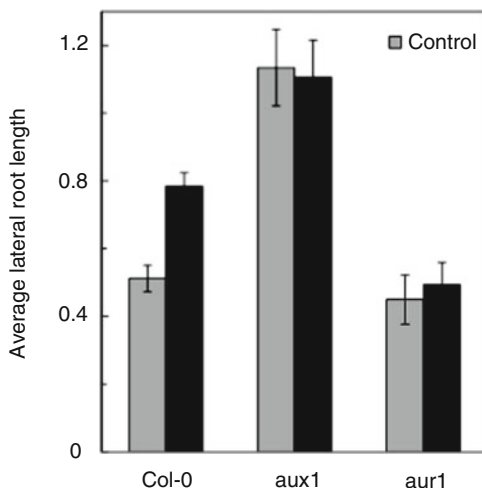 Average lateral root length
1.2
0.8
0.4
0
Control
Col-0 aux1 aur1